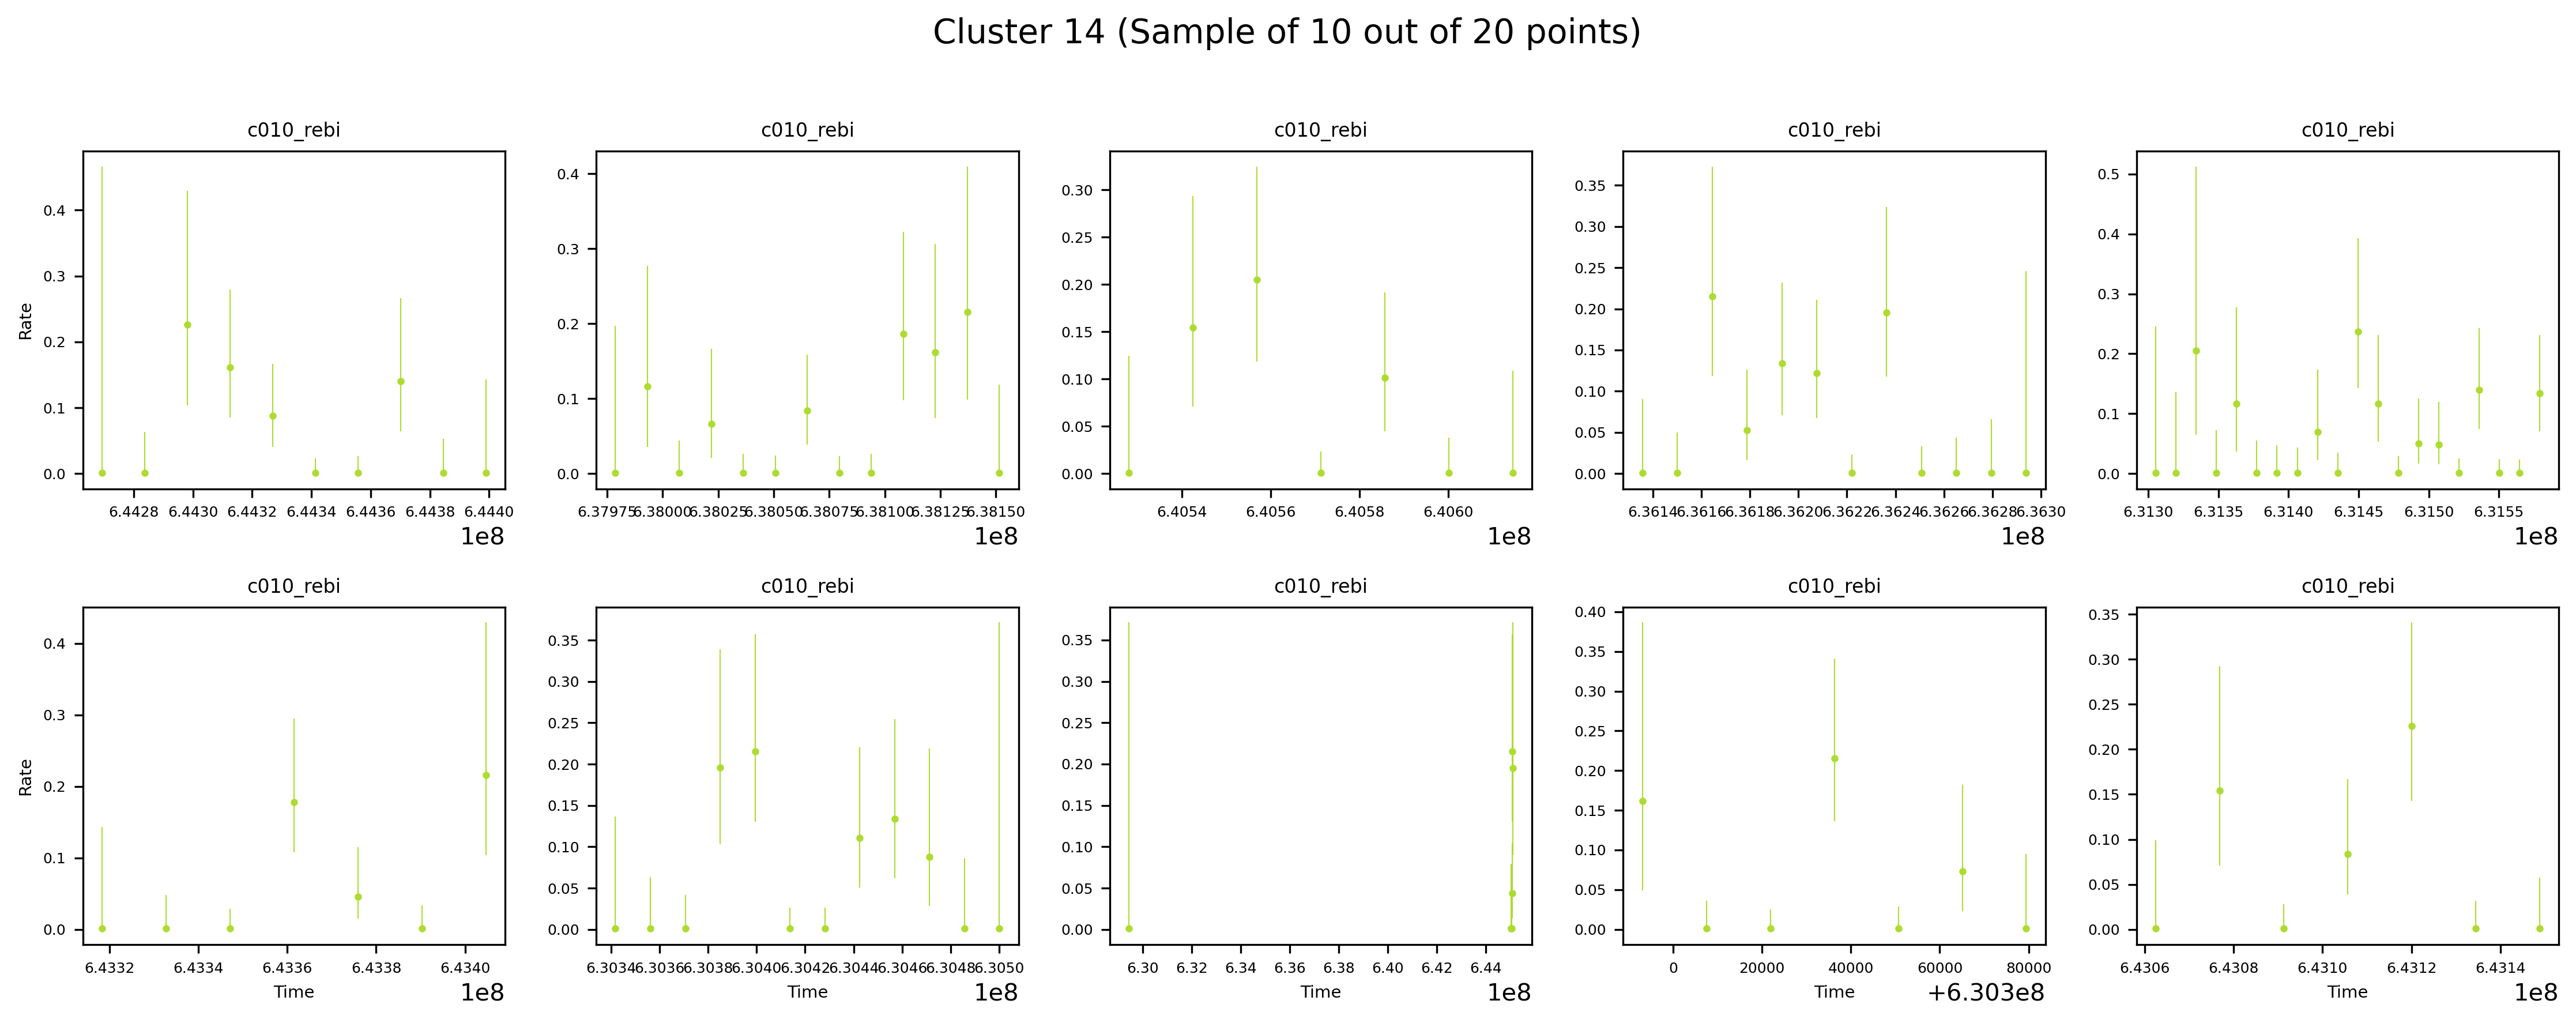 Cluster 14 (Sample of 10 out of 20 points)
c010_rebi c010_rebi c010_rebi c010_rebi c010_rebi
Rate
0.4
0.3
0.2
0.1
0.0
6.4428 6.4430 6.4432 6.4434 6.4436 6.4438 6.4440
1e8
0.4
0.3
0.2
0.1
0.0
6.37975 6.38000 6.38025 6.38050 6.38075 6.38100 6.38125 6.38150
1e8
0.30
0.25
0.20
0.15
0.10
0.05
0.00
6.4054 6.4056 6.4058 6.4060
1e8
0.35
0.30
0.25
0.20
0.15
0.10
0.05
0.00
6.3614 6.3616 6.3618 6.3620 6.3622 6.3624 6.3626 6.3628 6.3630
1e8
0.5
0.4
0.3
0.2
0.1
0.0
6.3130 6.3135 6.3140 6.3145 6.3150 6.3155
1e8
c010_rebi c010_rebi c010_rebi c010_rebi c010_rebi
Rate
0.4
0.3
0.2
0.1
0.0
6.4332 6.4334 6.4336 6.4338 6.4340
Time
1e8
0.35
0.30
0.25
0.20
0.15
0.10
0.05
0.00
6.3034 6.3036 6.3038 6.3040 6.3042 6.3044 6.3046 6.3048 6.3050
Time
1e8
0.35
0.30
0.25
0.20
0.15
0.10
0.05
0.00
6.30 6.32 6.34 6.36 6.38 6.40 6.42 6.44
Time
1e8
0.40
0.35
0.30
0.25
0.20
0.15
0.10
0.05
0.00
0 20000 40000 60000 80000
Time
+6.303e8
0.35
0.30
0.25
0.20
0.15
0.10
0.05
0.00
6.4306 6.4308 6.4310 6.4312 6.4314
Time
1e8